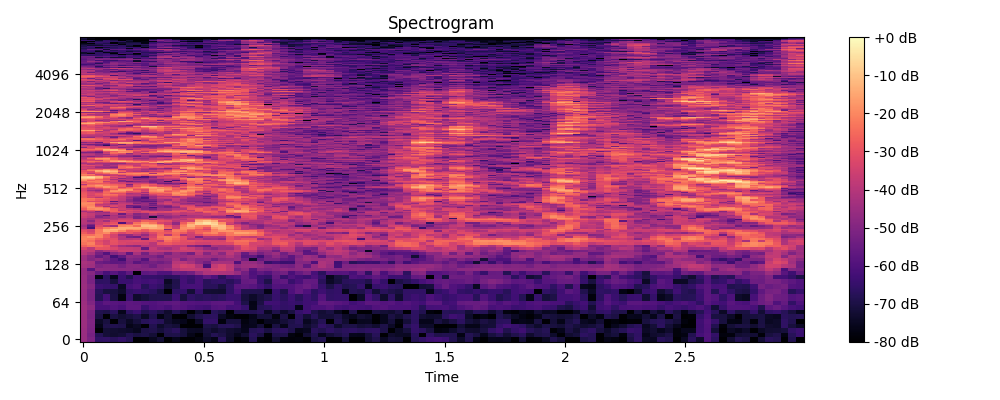 Spectrogram
Hz
4096
2048
1024
512
256
128
64
0
0
0.5
1
1.5
2
2.5
Time
+0 dB
-10 dB
-20 dB
-30 dB
-40 dB
-50 dB
-60 dB
-70 dB
-80 dB